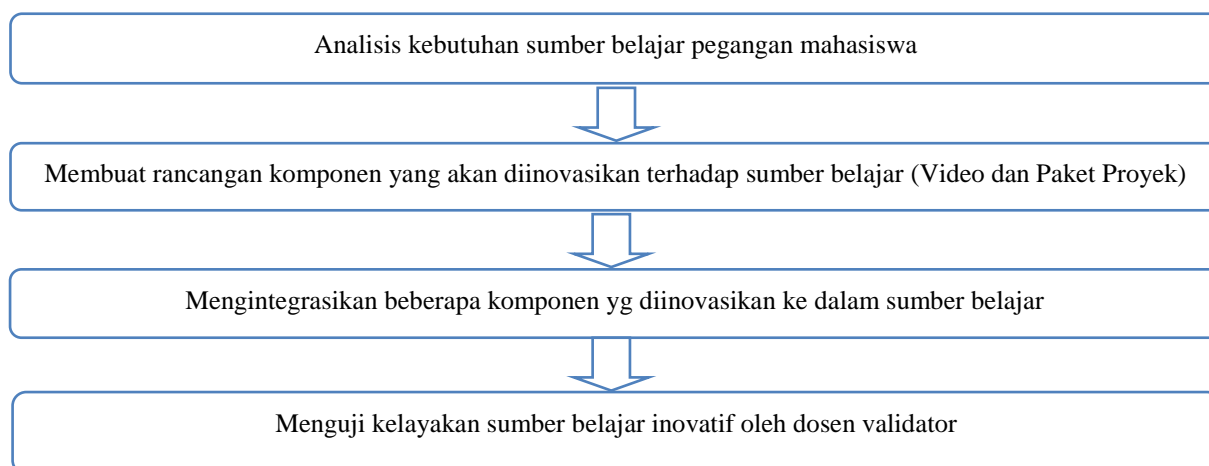 Analisis kebutuhan sumber belajar pegangan mahasiswa
Membuat rancangan komponen yang akan diinovasikan terhadap sumber belajar (Video dan Paket Proyek)
Mengintegrasikan beberapa komponen yg diinovasikan ke dalam sumber belajar
Menguji kelayakan sumber belajar inovatif oleh dosen validator